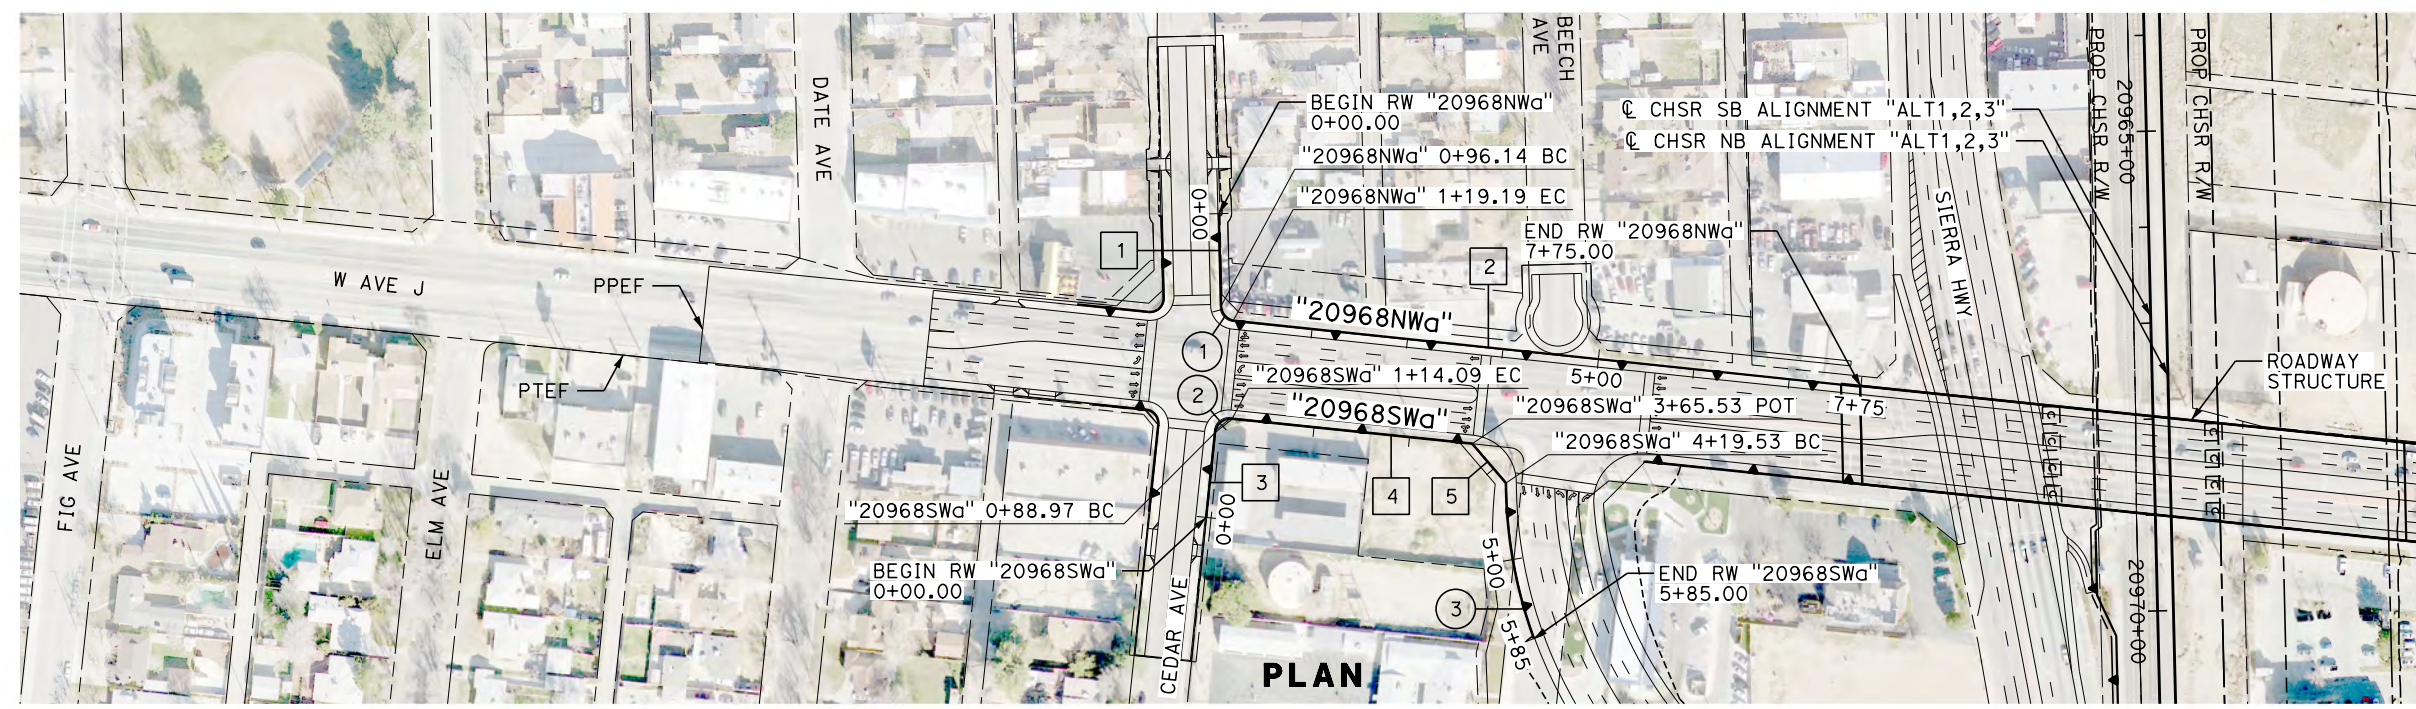 BEECH
AVE
DATE AVE
PROP CHSR R/W
PROP CHSR R/W
2965+00
BEGIN RW "20968NWa"
0+00.00
℄ CHSR SB ALIGNMENT "ALT1,2,3"
℄ CHSR NB ALIGNMENT "ALT1,2,3"
"20968NWa" 0+96.14 BC
"20968NWa" 1+19.19 EC
0+00
END RW "20968NWa"
7+75.00
SIERRA HWY
1
2
W AVE J
PPEF
"20968NWa"
1
ROADWAY
STRUCTURE
PTEF
"20968SWa" 1+14.09 EC
5+00
2
"20968SWa"
"20968SWa" 3+65.53 POT
7+75
"20968SWa" 4+19.53 BC
C
C
C
C
C
C
C
C
FIG AVE
ELM AVE
3
4
5
"20968SWa" 0+88.97 BC
0+00
5+00
BEGIN RW "20968SWa"
0+00.00
END RW "20968SWa"
5+85.00
3
5+85
CEDAR AVE
20970+00
PLAN